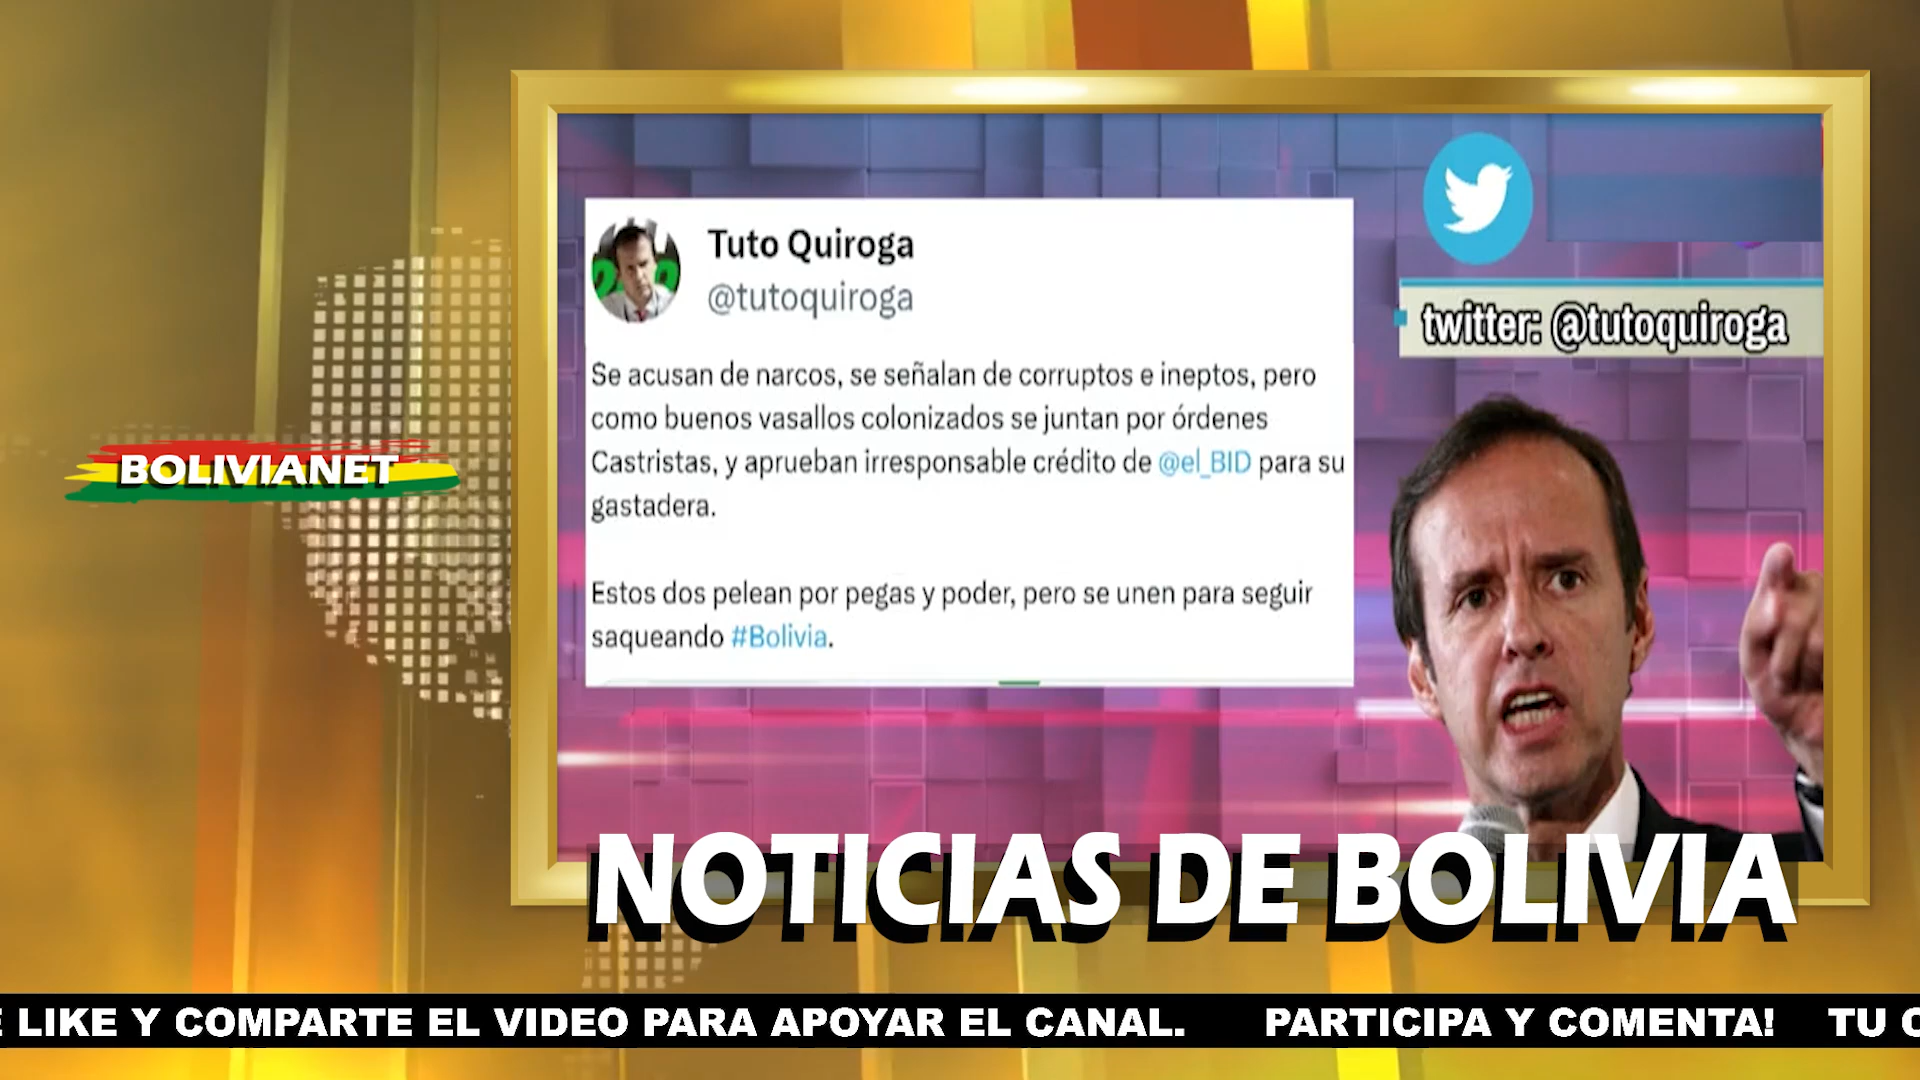 Tuto Quiroga
@tutoquiroga
Se acusan de narcos, se señalan de corruptos e ineptos, pero
como buenos vasallos colonizados se juntan por órdenes
Castristas, y aprueban irresponsable crédito de @el_BID para su
gastadera.
Estos dos pelean por pegas y poder, pero se unen para seguir
saqueando #Bolivia.
twitter: @tutoquiroga
BOLIVIANET
NOTICIAS DE BOLIVIA
LIKE Y COMPARTE EL VIDEO PARA APOYAR EL CANAL. PARTICIPA Y COMENTA! TU